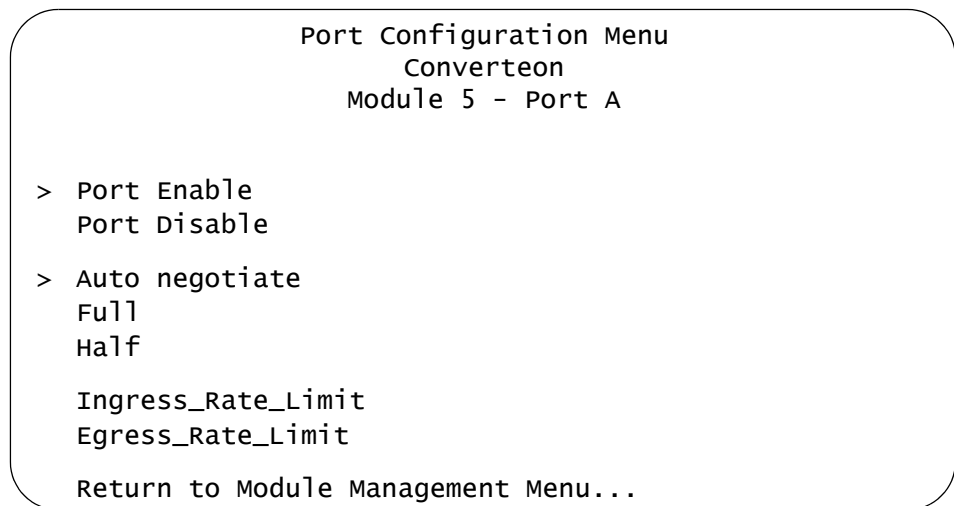 Port Configuration Menu
Converteon
Module 5 - Port A
> Port Enable
Port Disable
> Auto negotiate
Full
Half
Ingress_Rate_Limit
Egress_Rate_Limit
Return to Module Management Menu...